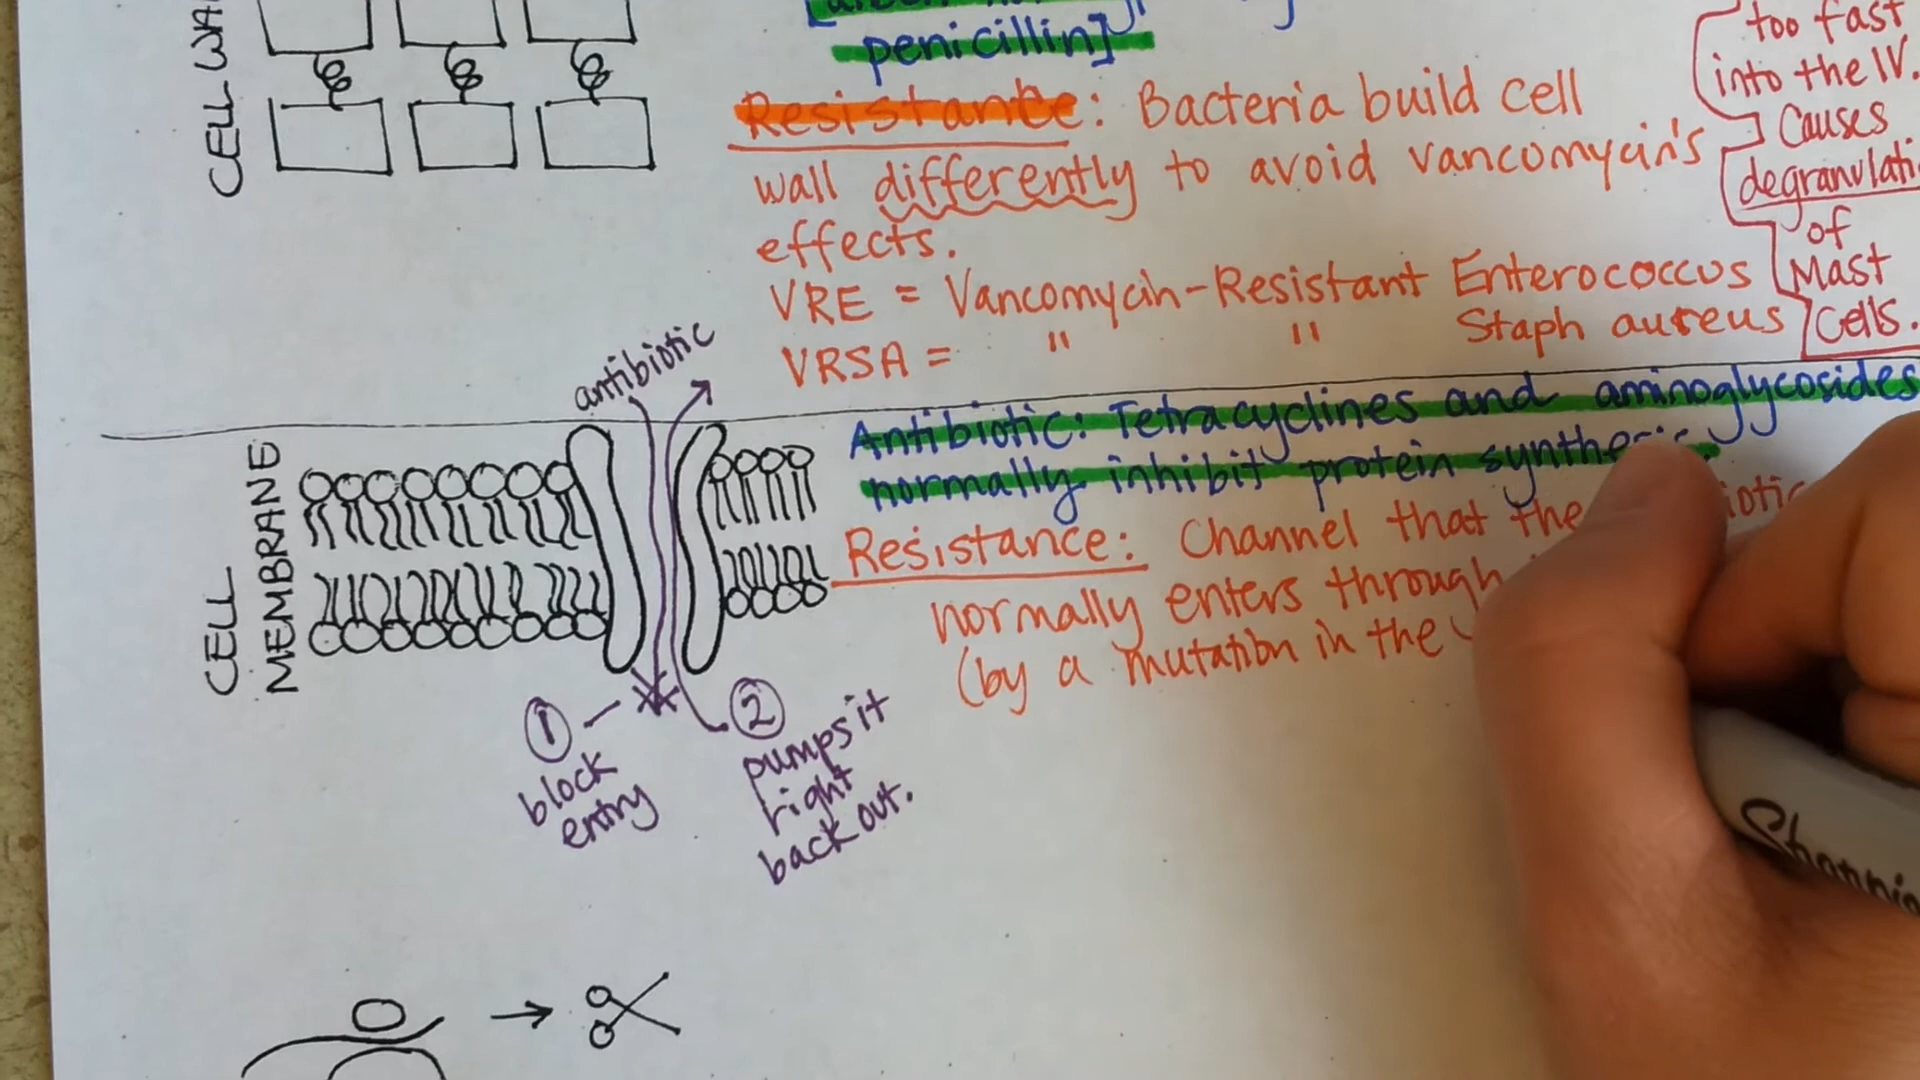 CELL WA
penicillin]
Resistance: Bacteria build cell
wall differently to avoid vancomycin's
effects.
VRE = Vancomycin-Resistant Enterococcus
VRSA = " " Staph aureus
too fast
into the IV.
Causes
degranulati
of
Mast
Cells.
CELL
MEMBRANE
antibiotic
① block
entry
② pumps it
right
back out.
Antibiotic: Tetracyclines and aminoglycosides
normally inhibit protein synthesis.
Resistance: Channel that the
normally enters through
(by a mutation in the
Sharpie